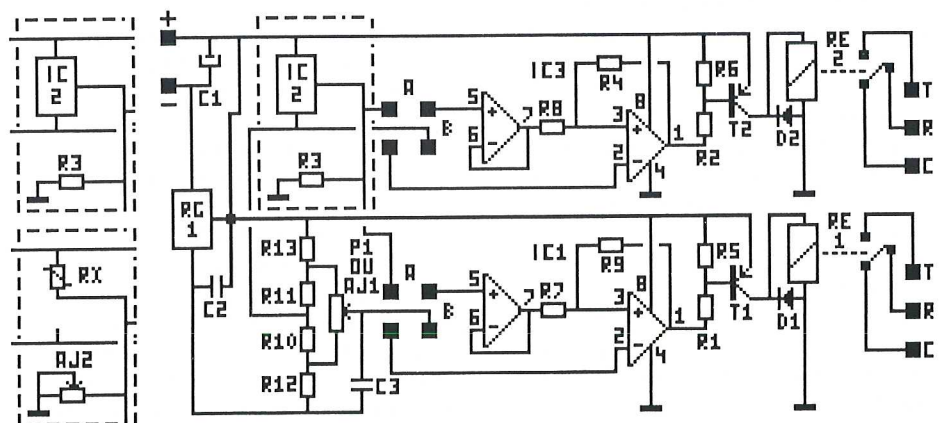 IC
2
R3
RX
AJ2
+
−
C1
RG
1
C2
IC
2
R3
A
B
5
6
+
−
7
R8
IC3
R4
3
2
+
−
8
4
1
R2
R6
T2
D2
RE
2
T
R
C
R13
R11
R10
R12
P1
OU
AJ1
C3
A
B
5
6
+
−
7
R7
IC1
R9
3
2
+
−
8
4
1
R1
R5
T1
D1
RE
1
T
R
C